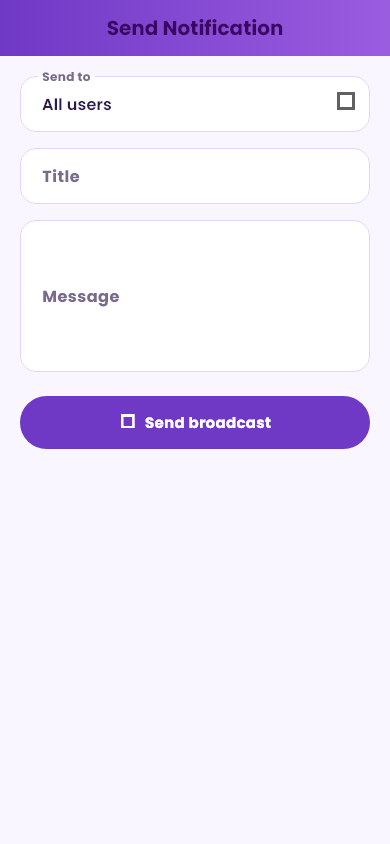 Send Notification
Send to
All users
Title
Message
Send broadcast